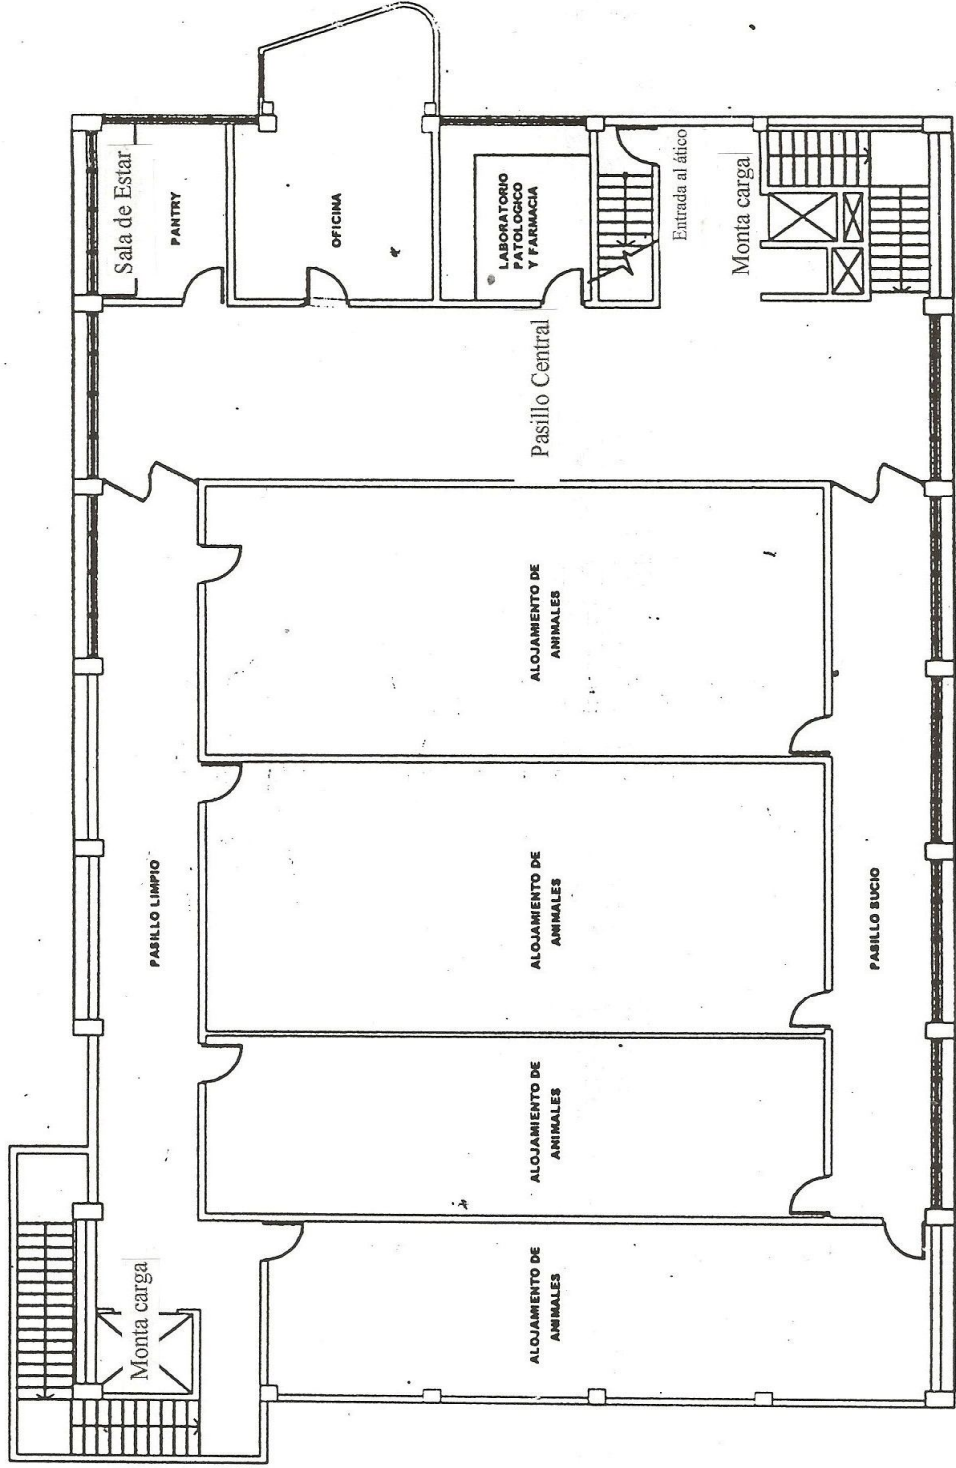 Sala de Estar
PANTRY
OFICINA
LABORATORIO
PATOLOGICO
Y FARMACIA
Entrada al ático
Monta carga
Pasillo Central
ALOJAMIENTO DE
ANIMALES
PASILLO LIMPIO
ALOJAMIENTO DE
ANIMALES
PASILLO SUCIO
ALOJAMIENTO DE
ANIMALES
Monta carga
ALOJAMIENTO DE
ANIMALES